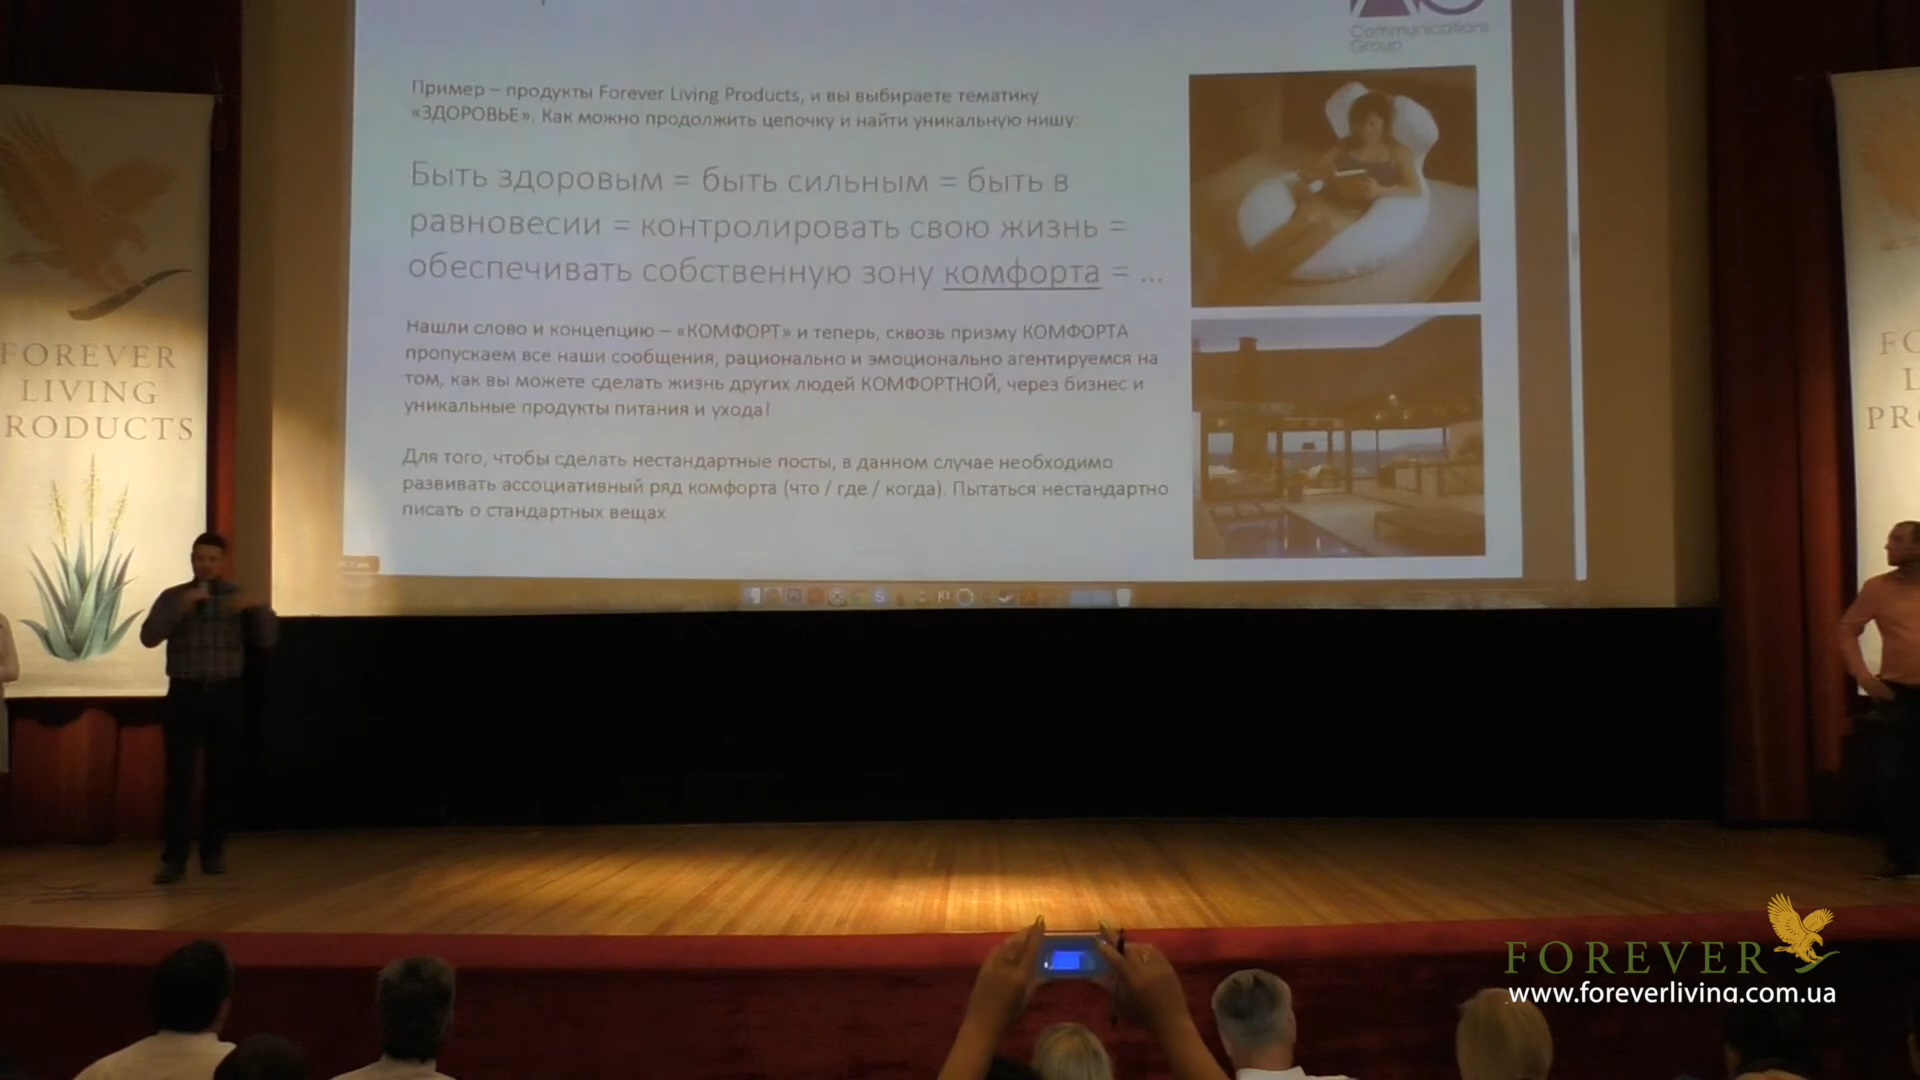 Communications
Group
Пример – продукты Forever Living Products, и вы выбираете тематику
«ЗДОРОВЬЕ». Как можно продолжить цепочку и найти уникальную нишу:
Быть здоровым = быть сильным = быть в
равновесии = контролировать свою жизнь =
обеспечивать собственную зону комфорта = ...
Нашли слово и концепцию – «КОМФОРТ» и теперь, сквозь призму КОМФОРТА
пропускаем все наши сообщения, рационально и эмоционально агентируемся на
том, как вы можете сделать жизнь других людей КОМФОРТНОЙ, через бизнес и
уникальные продукты питания и ухода!
Для того, чтобы сделать нестандартные посты, в данном случае необходимо
развивать ассоциативный ряд комфорта (что / где / когда). Пытаться нестандартно
писать о стандартных вещах
FOREVER
LIVING
RODUCTS
FO
L
PR
FOREVER
www.foreverliving.com.ua